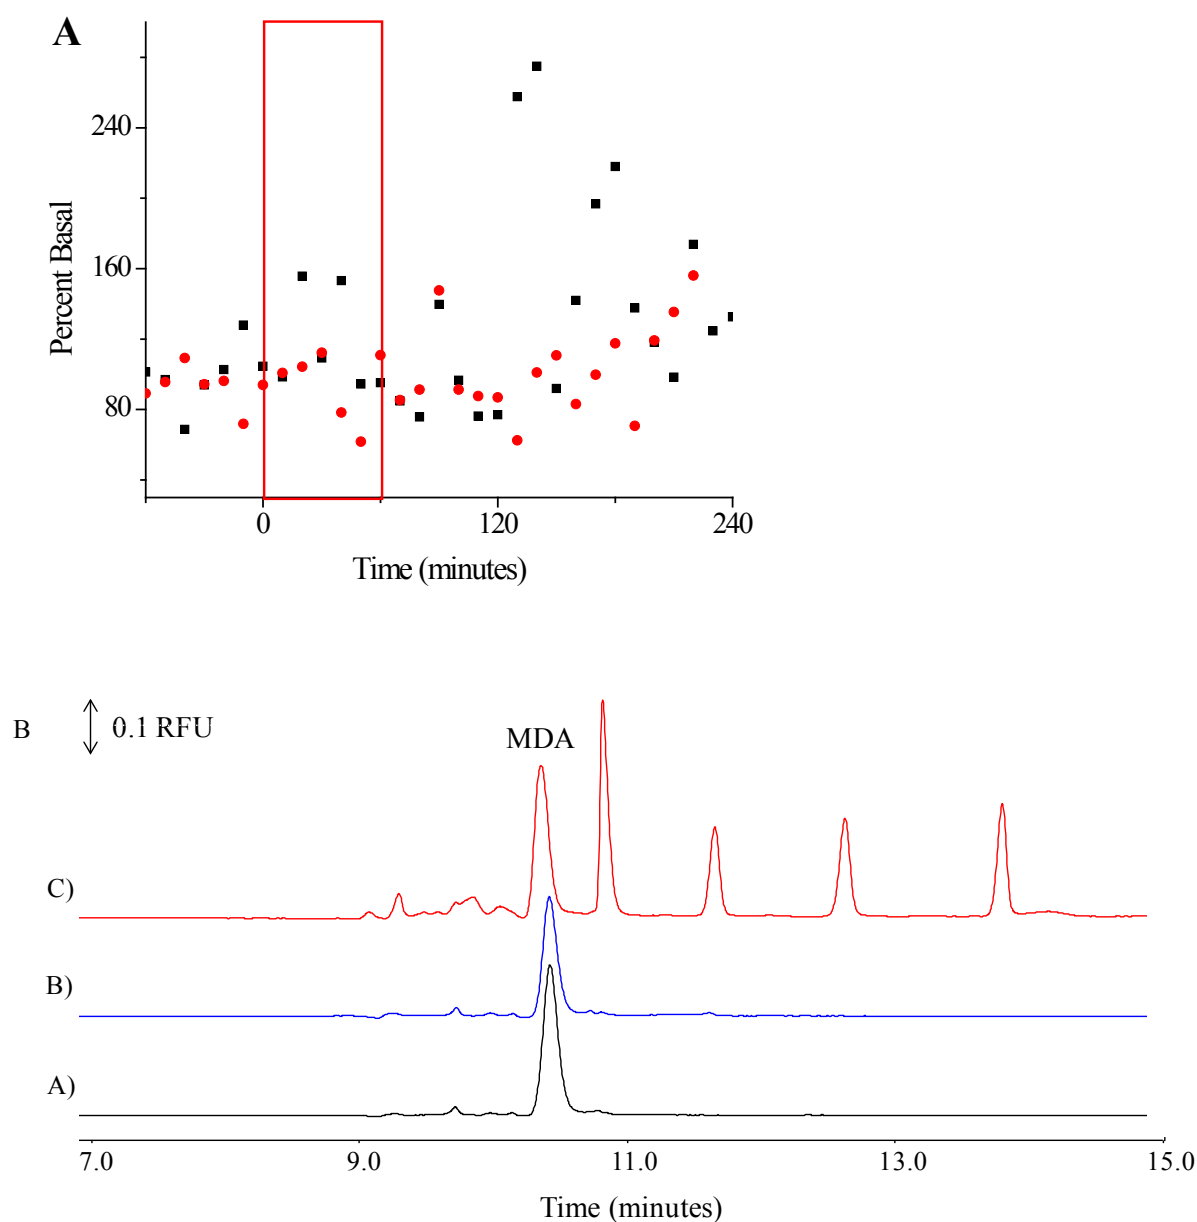 A
240
160
80
Percent Basal
0 120 240
Time (minutes)
B 0.1 RFU
MDA
C)
B)
A)
7.0 9.0 11.0 13.0 15.0
Time (minutes)